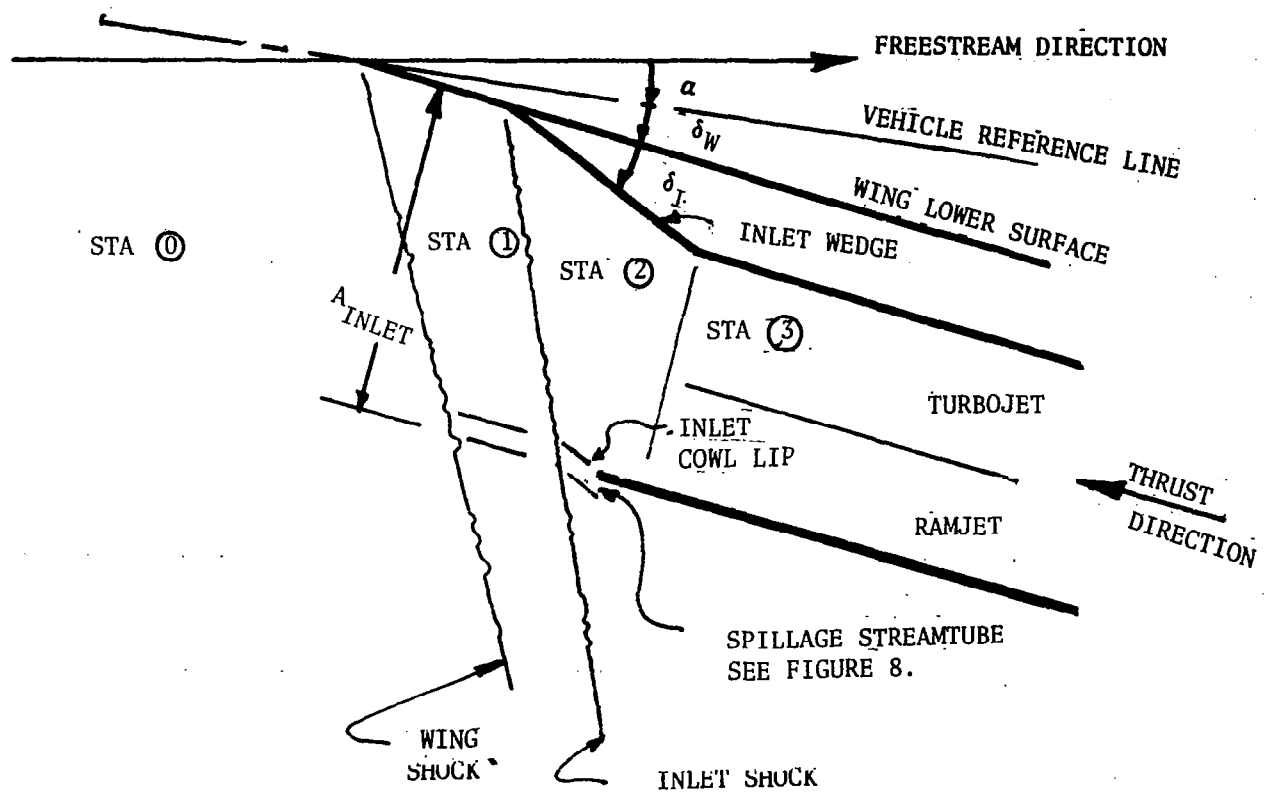 FREESTREAM DIRECTION
α
VEHICLE REFERENCE LINE
δW
WING LOWER SURFACE
δI
INLET WEDGE
STA ⓪
STA ①
STA ②
STA ③
AINLET
TURBOJET
INLET
COWL LIP
THRUST
DIRECTION
RAMJET
SPILLAGE STREAMTUBE
SEE FIGURE 8.
WING
SHOCK
INLET SHOCK